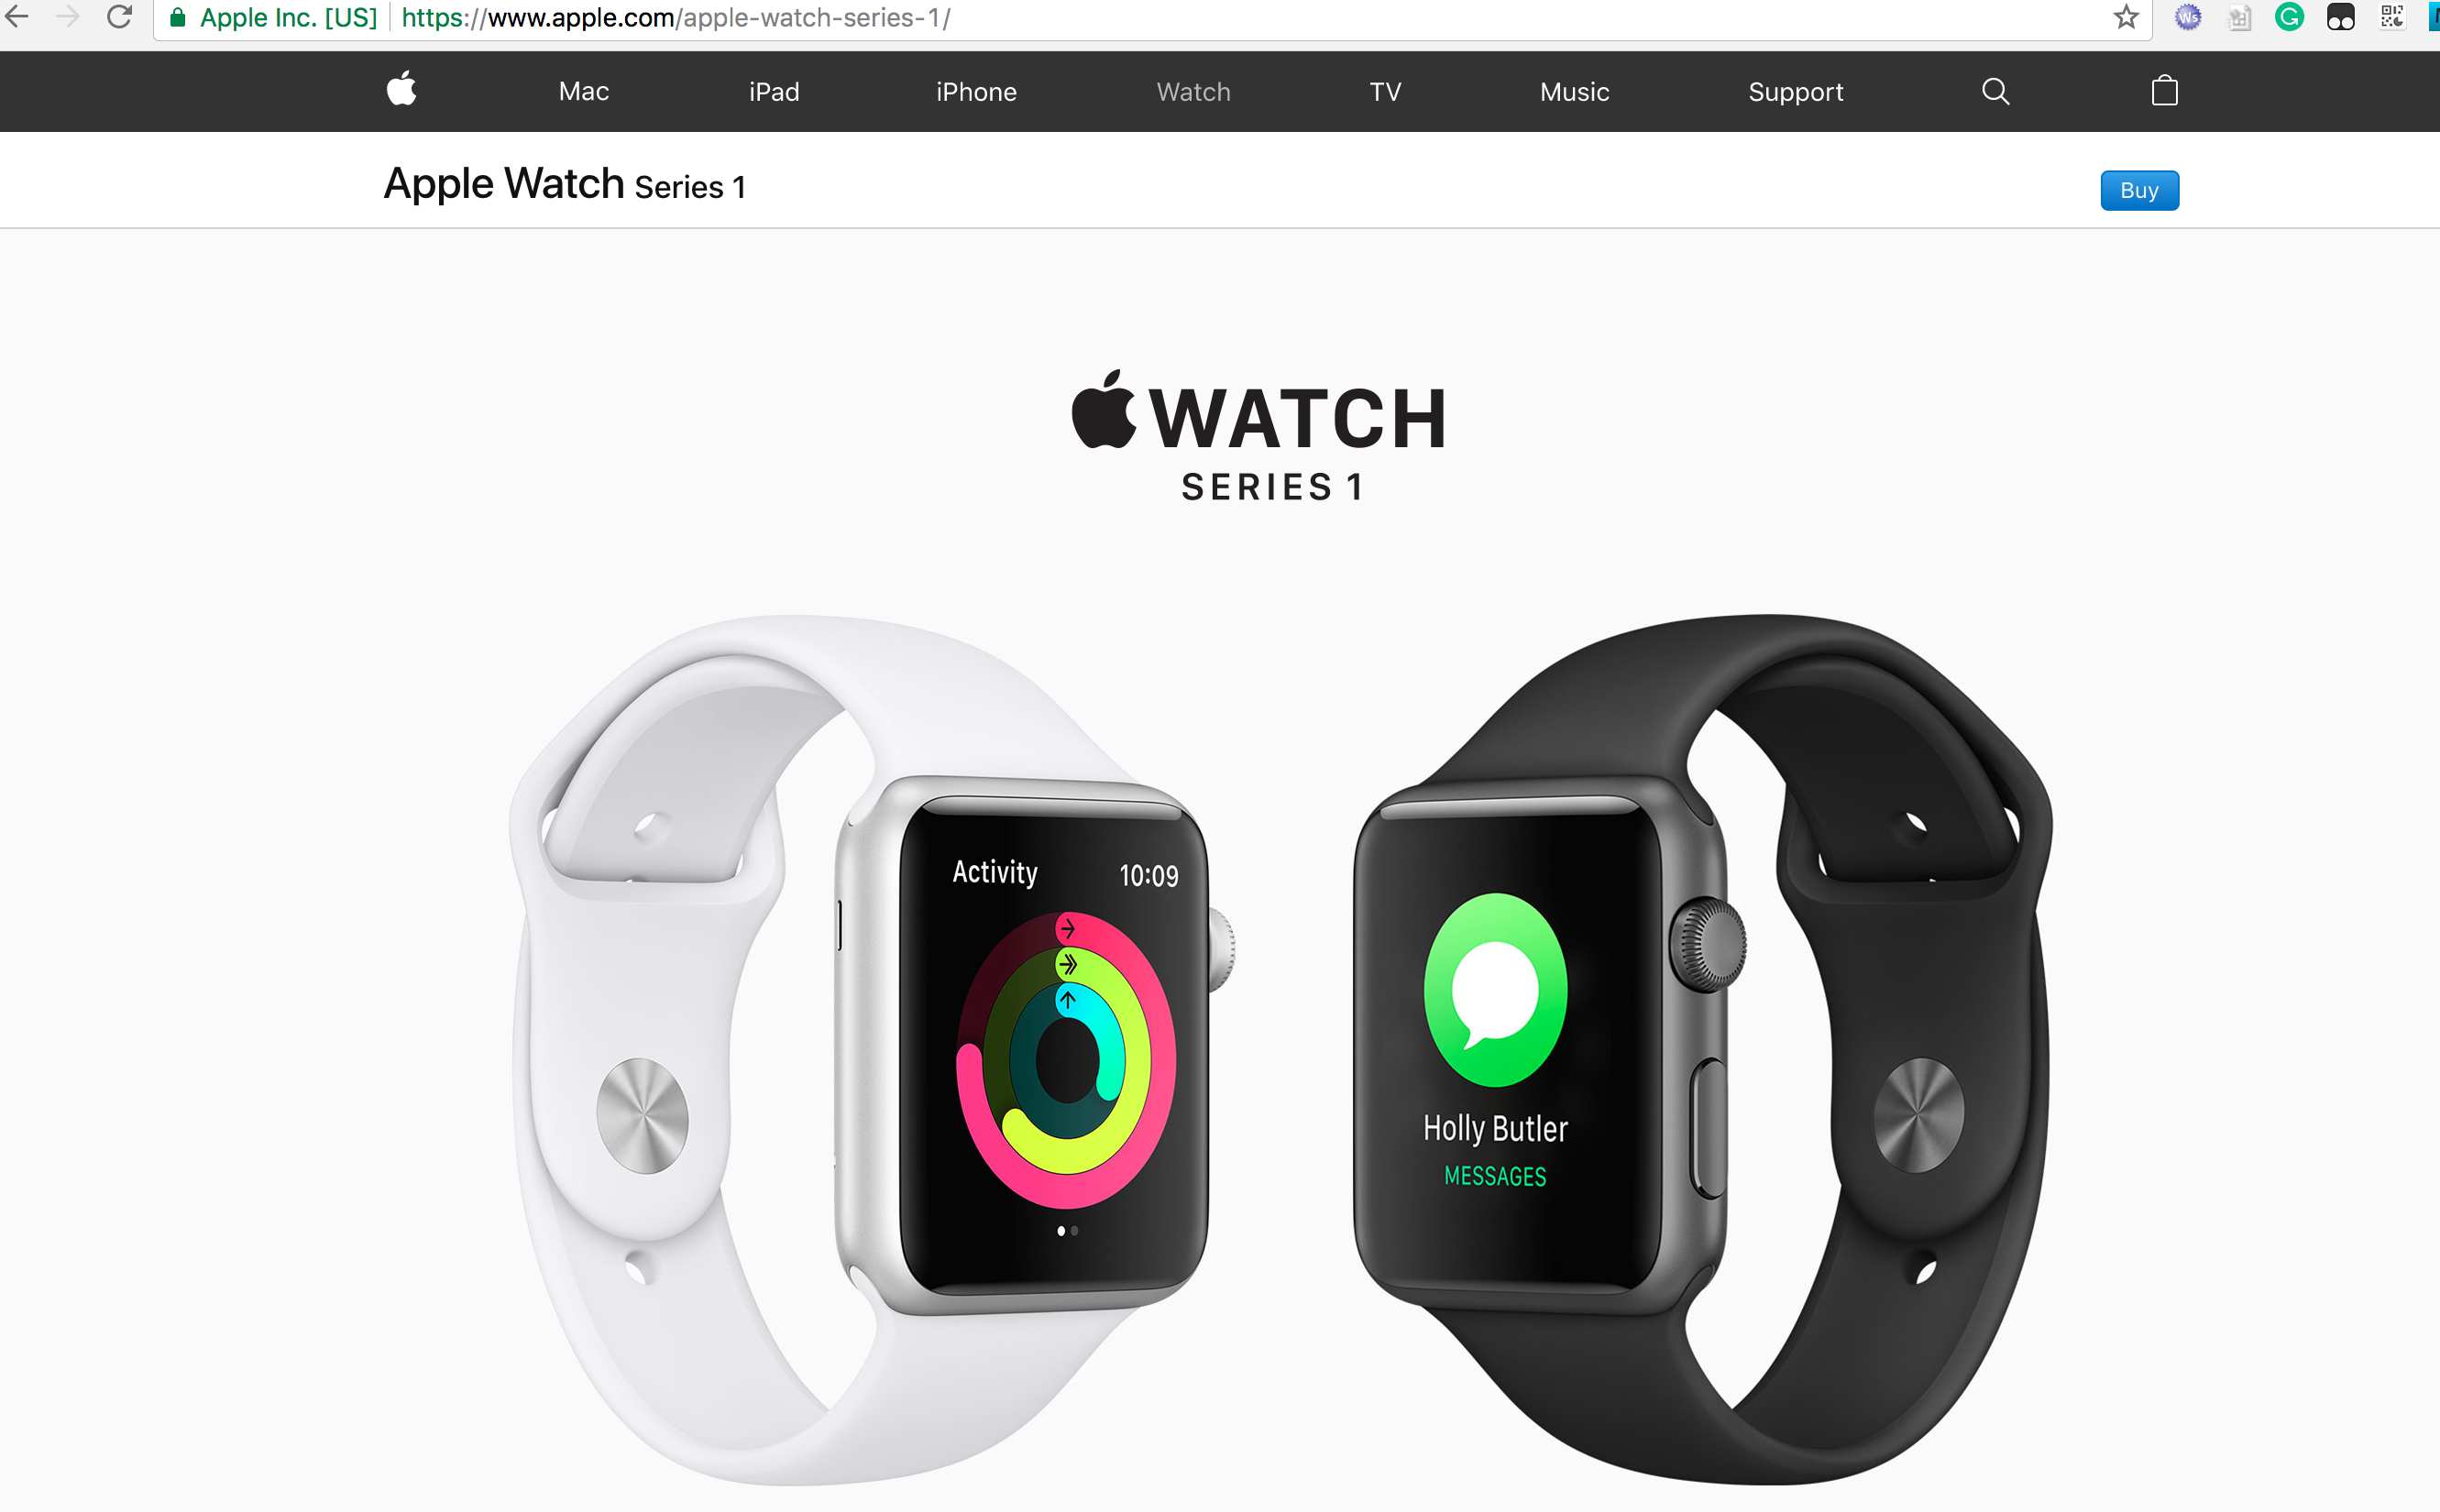 Apple Inc. [US] https://www.apple.com/apple-watch-series-1/
Mac iPad iPhone Watch TV Music Support
Apple Watch Series 1 Buy
WATCH
SERIES 1
Activity 10:09
Holly Butler
MESSAGES